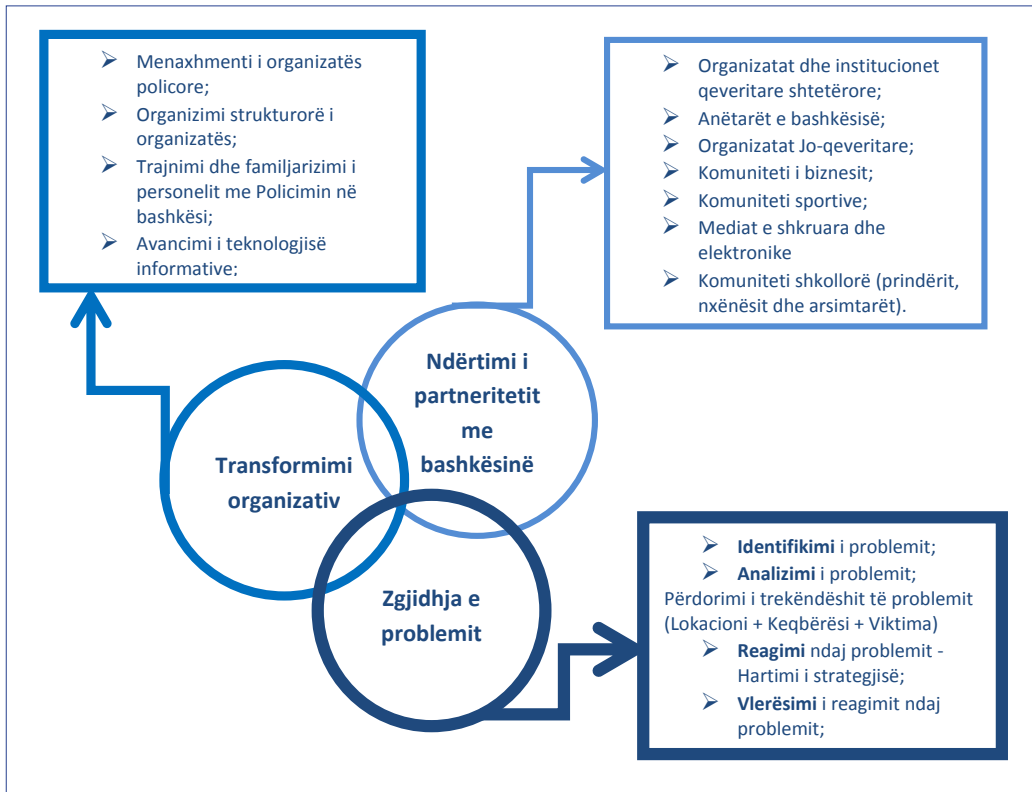 Menaxhmenti i organizatës
policore;
Organizimi strukturorë i
organizatës;
Trajnimi dhe familjarizimi i
personelit me Policimin në
bashkësi;
Avancimi i teknologjisë
informative;
Organizatat dhe institucionet
qeveritare shtetërore;
Anëtarët e bashkësisë;
Organizatat Jo-qeveritare;
Komuniteti i biznesit;
Komuniteti sportive;
Mediat e shkruara dhe
elektronike
Komuniteti shkollorë (prindërit,
nxënësit dhe arsimtarët).
Ndërtimi i
partneritetit
me
bashkësinë
Transformimi
organizativ
Zgjidhja e
problemit
Identifikimi i problemit;
Analizimi i problemit;
Përdorimi i trekëndëshit të problemit
(Lokacioni + Keqbërësi + Viktima)
Reagimi ndaj problemit -
Hartimi i strategjisë;
Vlerësimi i reagimit ndaj
problemit;